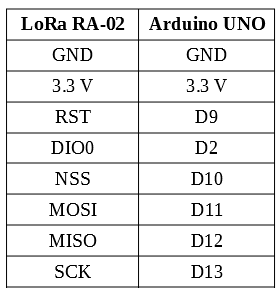 LoRa RA-02 Arduino UNO
GND GND
3.3 V 3.3 V
RST D9
DIO0 D2
NSS D10
MOSI D11
MISO D12
SCK D13